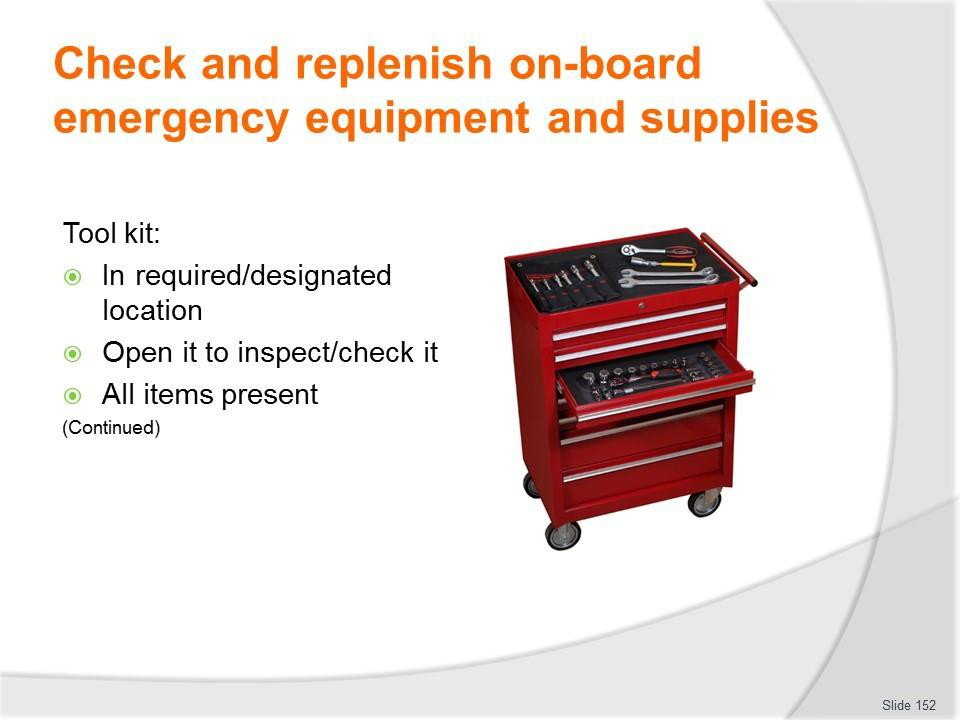 Check and replenish on-board
emergency equipment and supplies
Tool kit:
In required/designated
location
Open it to inspect/check it
All items present
(Continued)
Slide 152